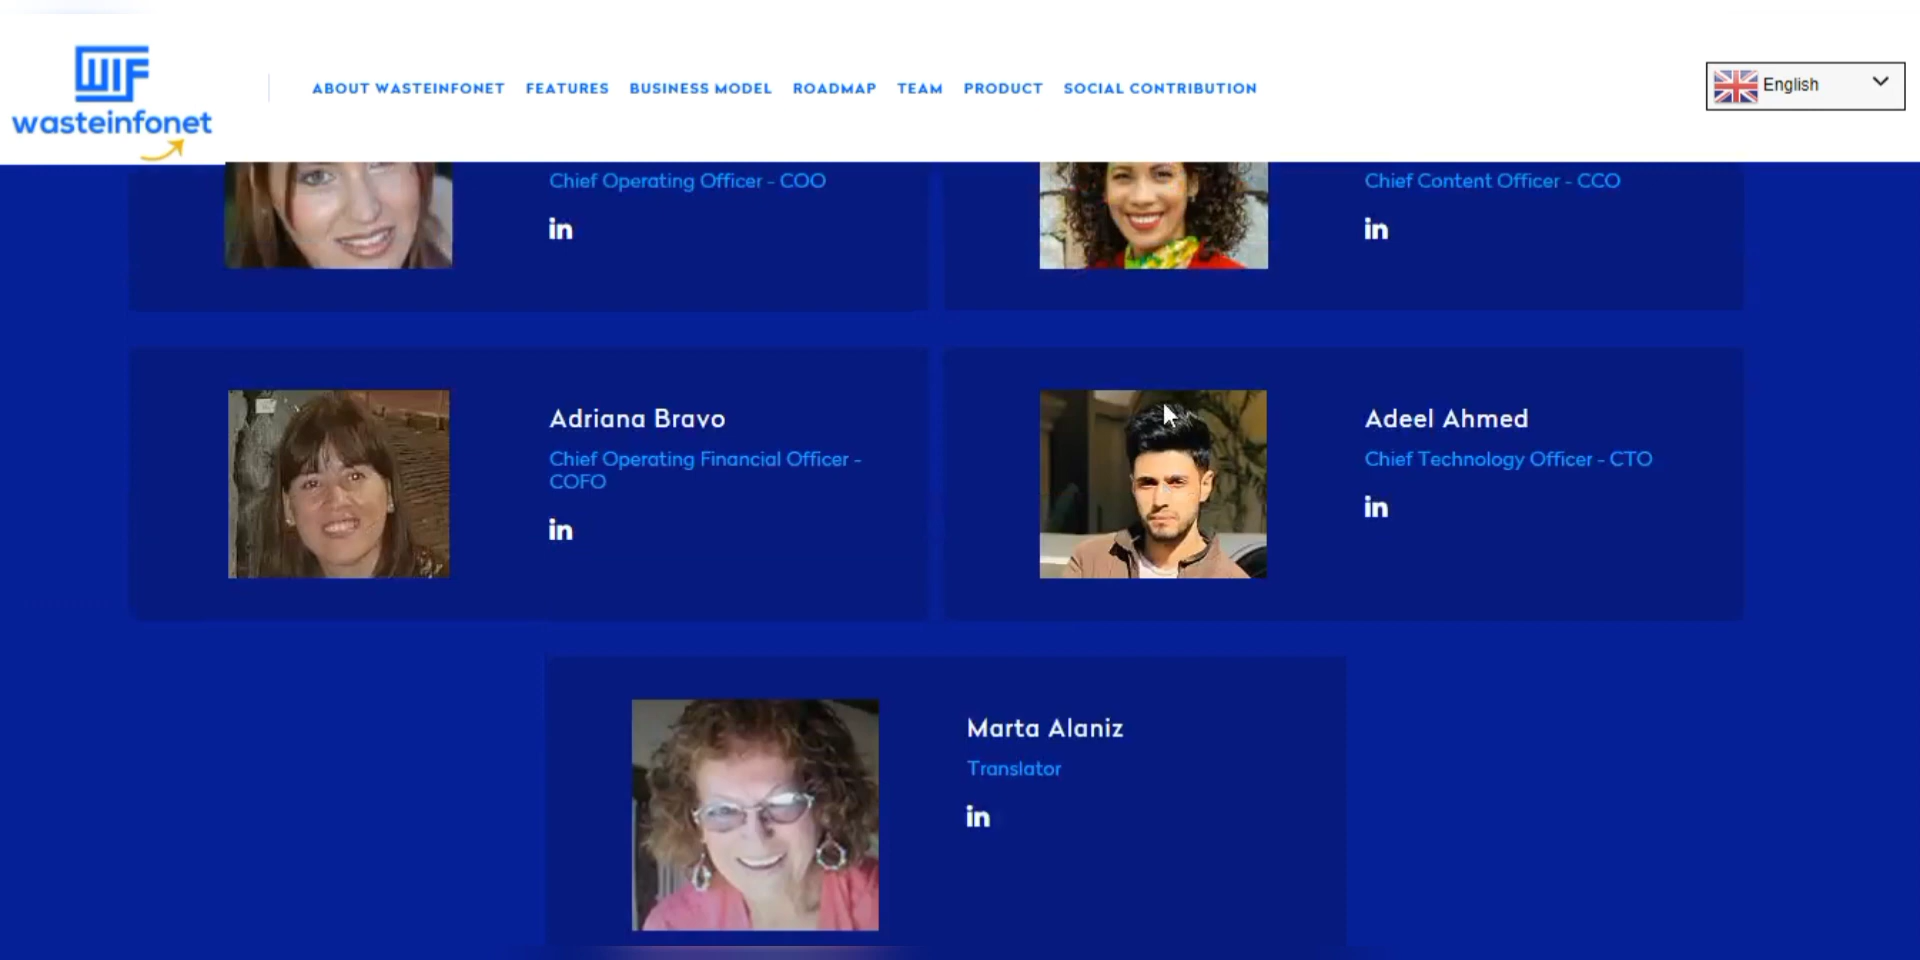 WIF
wasteinfonet
ABOUT WASTEINFONET FEATURES BUSINESS MODEL ROADMAP TEAM PRODUCT SOCIAL CONTRIBUTION
English
Chief Operating Officer - COO
in
Chief Content Officer - CCO
in
Adriana Bravo
Chief Operating Financial Officer -
COFO
in
Adeel Ahmed
Chief Technology Officer - CTO
in
Marta Alaniz
Translator
in